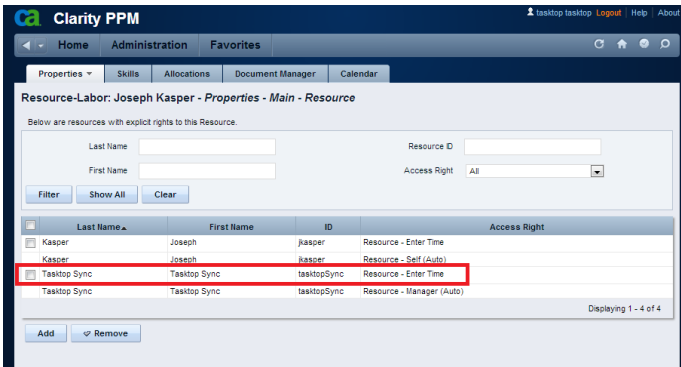 ca Clarity PPM
tasktop tasktop Logout | Help | About
Home Administration Favorites
Properties Skills Allocations Document Manager Calendar
Resource-Labor: Joseph Kasper - Properties - Main - Resource
Below are resources with explicit rights to this Resource.
Last Name Resource ID
First Name Access Right All
Filter Show All Clear
Last Name First Name ID Access Right
Kasper Joseph jkasper Resource - Enter Time
Kasper Joseph jkasper Resource - Self (Auto)
Tasktop Sync Tasktop Sync tasktopSync Resource - Enter Time
Tasktop Sync Tasktop Sync tasktopSync Resource - Manager (Auto)
Displaying 1 - 4 of 4
Add Remove